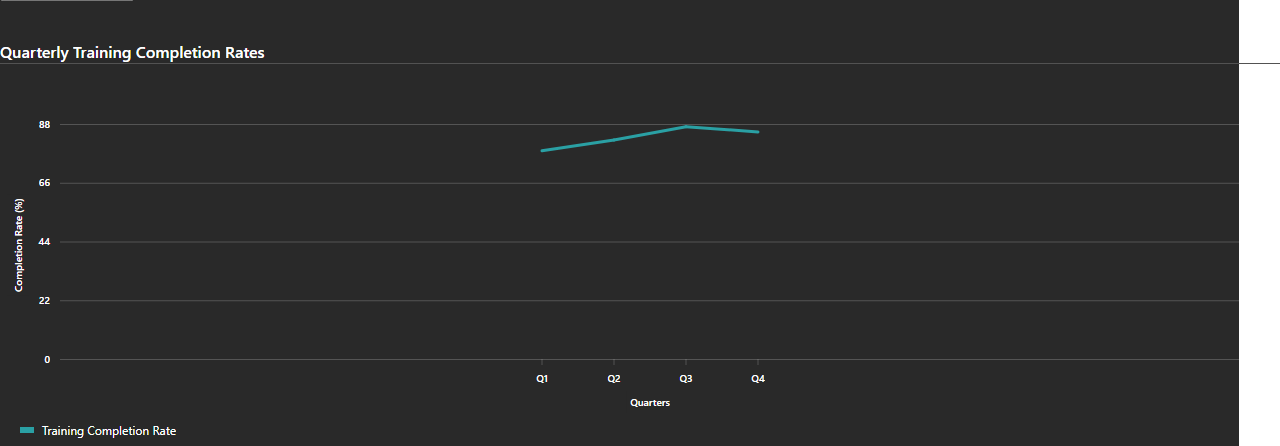 Quarterly Training Completion Rates
88
66
44
22
0
Completion Rate (%)
Q1 Q2 Q3 Q4
Quarters
Training Completion Rate